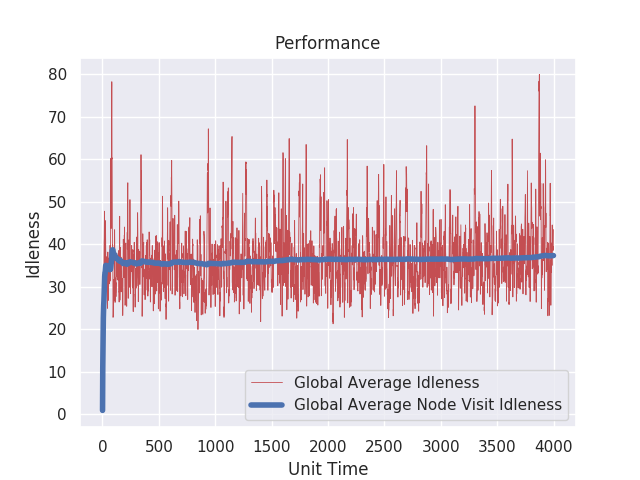 Performance
80
70
60
50
40
30
20
10
0
Idleness
Global Average Idleness
Global Average Node Visit Idleness
0 500 1000 1500 2000 2500 3000 3500 4000
Unit Time